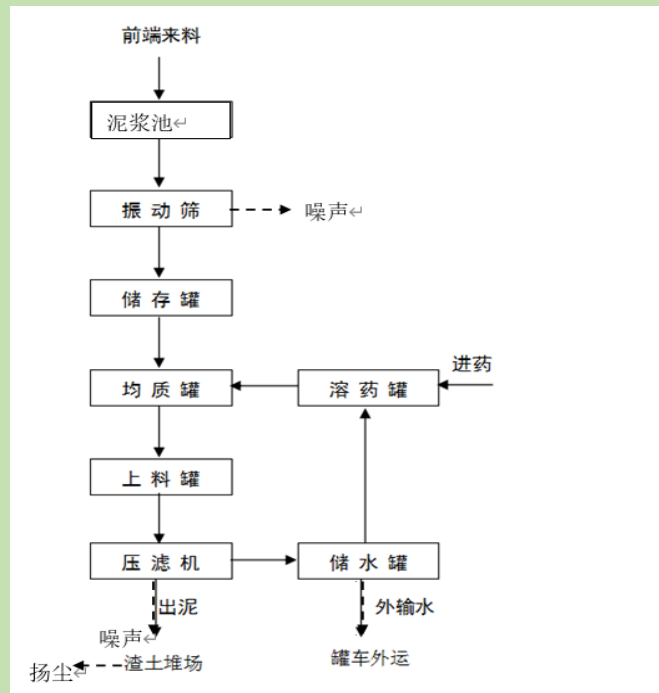 前端来料
泥浆池↵
振动筛
噪声↵
储存罐
进药
均质罐
溶药罐
上料罐
压滤机
储水罐
出泥
外输水
噪声↵
渣土堆场
罐车外运
扬尘↵